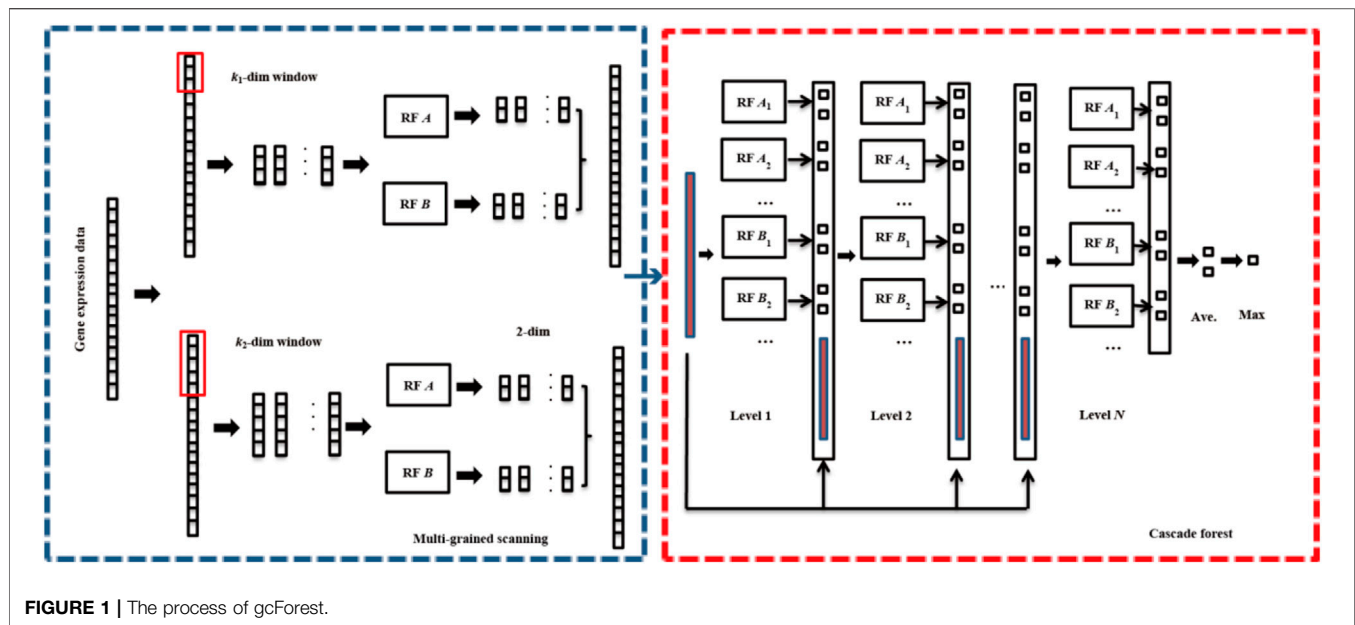 Gene expression data
k1-dim window
RF A
RF B
k2-dim window
2-dim
RF A
RF B
Multi-grained scanning
RF A1
RF A2
...
RF B1
RF B2
...
Level 1
RF A1
RF A2
...
RF B1
RF B2
...
Level 2
...
RF A1
RF A2
...
RF B1
RF B2
...
Level N
Ave.
Max
Cascade forest
FIGURE 1 | The process of gcForest.